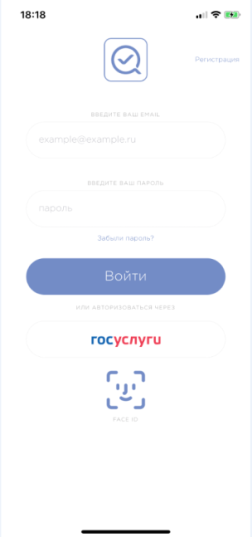 18:18
Регистрация
ВВЕДИТЕ ВАШ EMAIL
example@example.ru
ВВЕДИТЕ ВАШ ПАРОЛЬ
пароль
Забыли пароль?
Войти
ИЛИ АВТОРИЗОВАТЬСЯ ЧЕРЕЗ
госуслуги
FACE ID